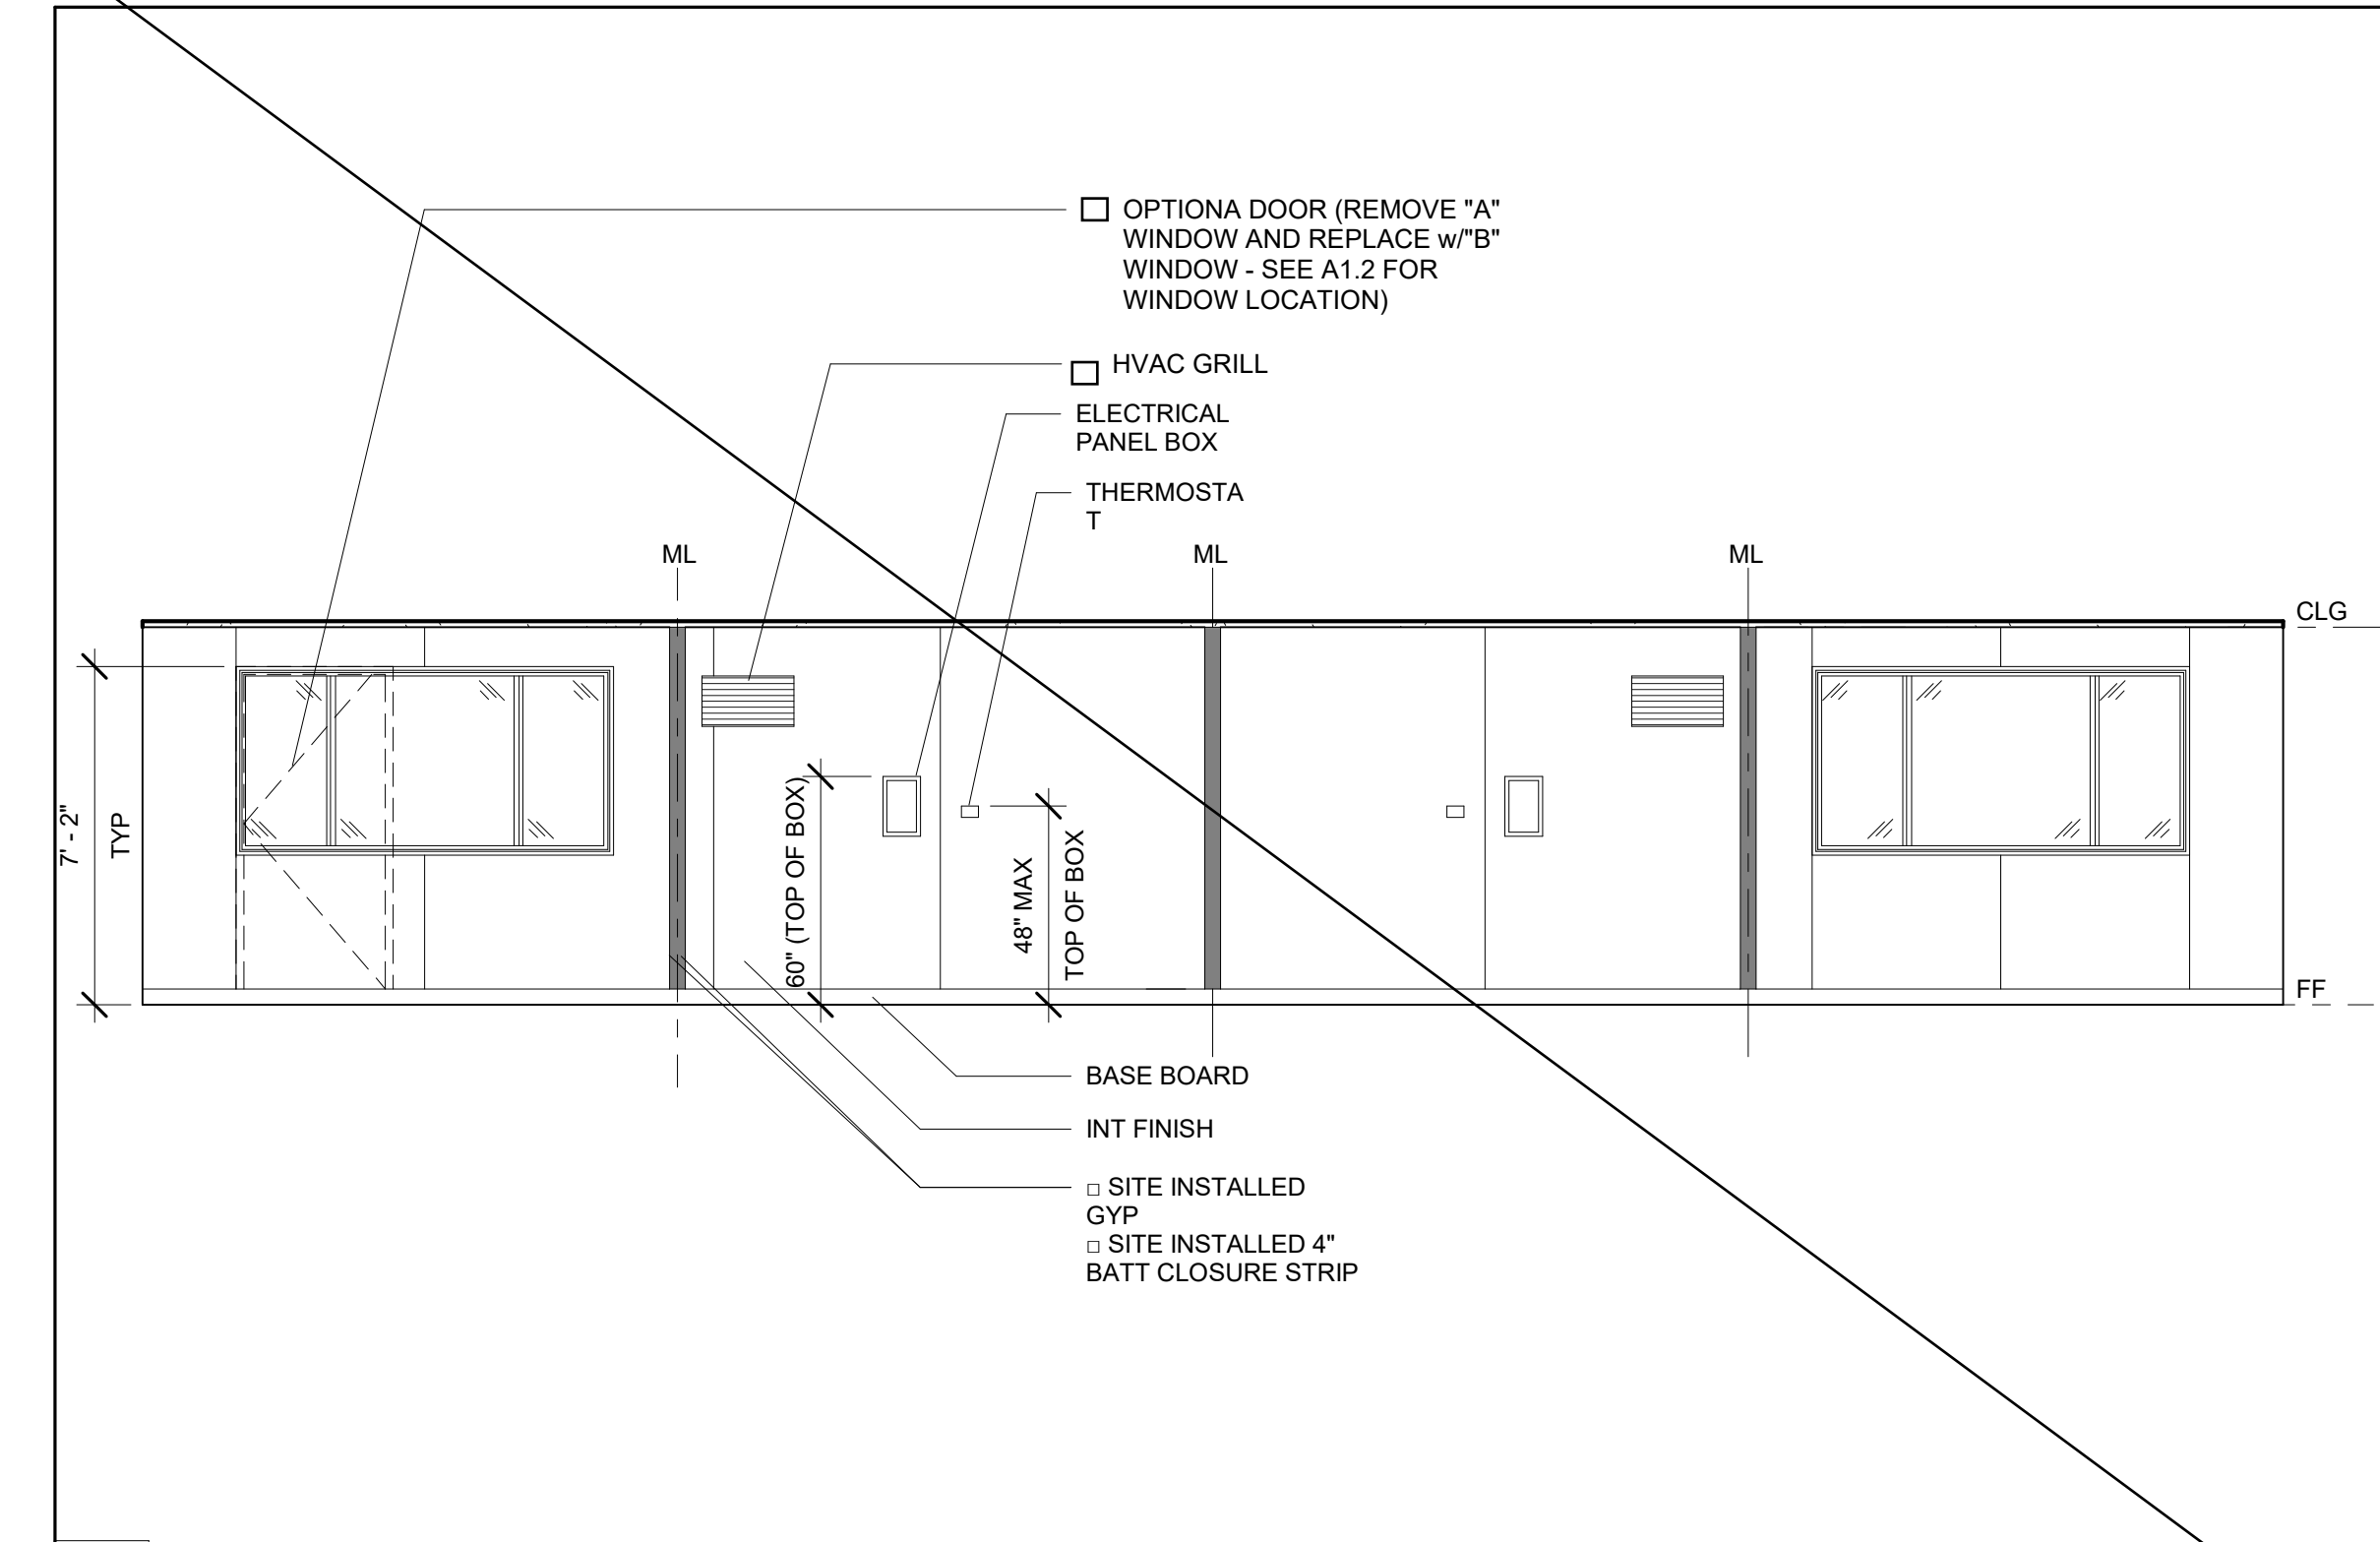 OPTIONA DOOR (REMOVE "A"
WINDOW AND REPLACE w/"B"
WINDOW - SEE A1.2 FOR
WINDOW LOCATION)
HVAC GRILL
ELECTRICAL
PANEL BOX
THERMOSTA
T
ML
ML
ML
CLG
7' - 2"
TYP
60" (TOP OF BOX)
48" MAX
TOP OF BOX
FF
BASE BOARD
INT FINISH
□ SITE INSTALLED
GYP
□ SITE INSTALLED 4"
BATT CLOSURE STRIP